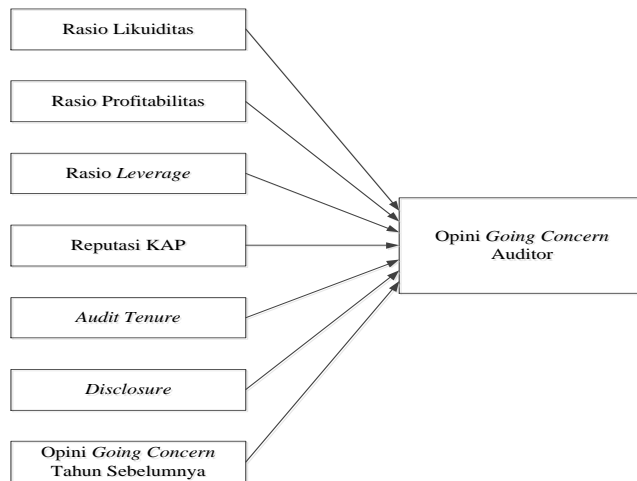 Rasio Likuiditas
Rasio Profitabilitas
Rasio Leverage
Reputasi KAP
Opini Going Concern
Auditor
Audit Tenure
Disclosure
Opini Going Concern
Tahun Sebelumnya